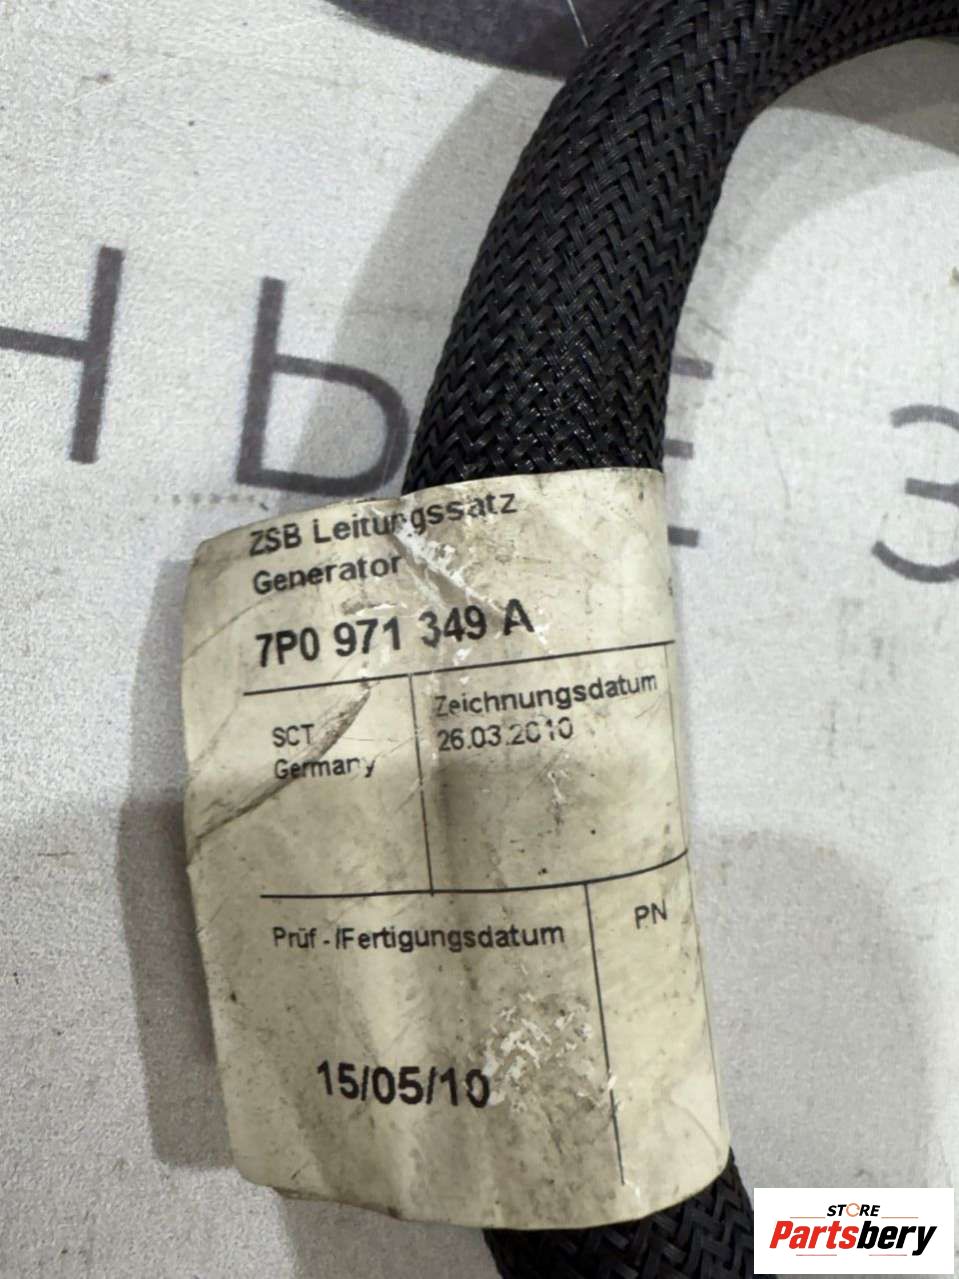 НЫЕ З
ZSB Leitungssatz
Generator
7P0 971 349 A
SCT
Germany
Zeichnungsdatum
26.03.2010
Prüf - /Fertigungsdatum
PN
15/05/10
STORE
Partsbery